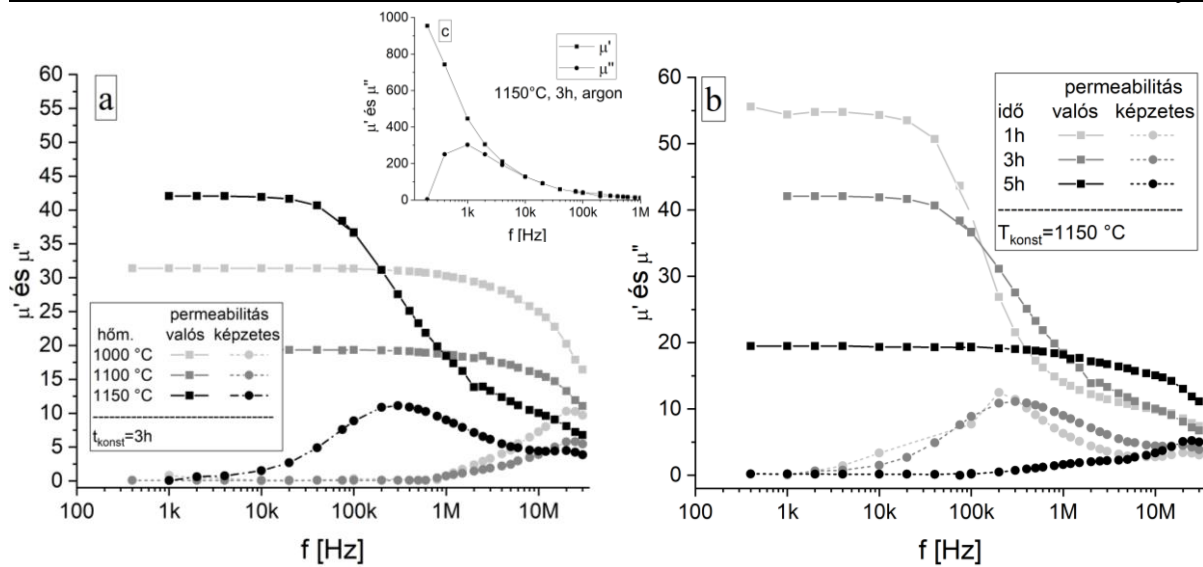 a
60
55
50
45
40
35
30
25
20
15
10
5
0
μ' és μ''
100
1k
10k
100k
1M
10M
f [Hz]
permeabilitás
hőm. valós képzetes
1000 °C
1100 °C
1150 °C
t konst=3h
c
1000
800
600
400
200
0
μ' és μ''
μ'
μ''
1150°C, 3h, argon
1k
10k
100k
1M
f [Hz]
b
60
50
40
30
20
10
0
μ' és μ''
100
1k
10k
100k
1M
10M
f [Hz]
permeabilitás
idő valós képzetes
1h
3h
5h
T konst=1150 °C